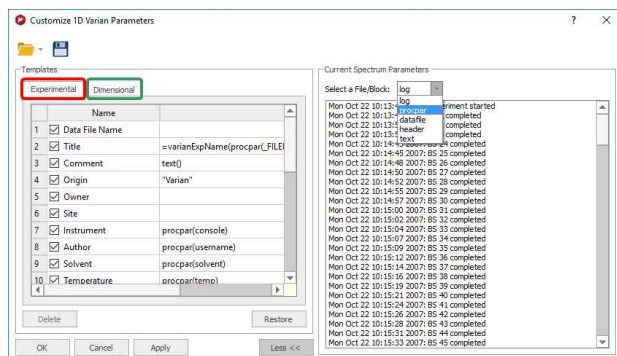 Customize 1D Varian Parameters
? ×
Templates
Experimental Dimensional
Name
1 Data File Name
2 Title =varianExpName(procpar(_FILE
3 Comment text()
4 Origin "Varian"
5 Owner
6 Site
7 Instrument procpar(console)
8 Author procpar(username)
9 Solvent procpar(solvent)
10 Temperature procpar(temp)
Delete Restore
OK Cancel Apply Less <<
Current Spectrum Parameters
Select a File/Block: log
log
procpar
datafile
header
text
Mon Oct 22 10:13: riment started
Mon Oct 22 10:13: completed
Mon Oct 22 10:13: completed
Mon Oct 22 10:13: completed
Mon Oct 22 10:14: 2007: BS 24 completed
Mon Oct 22 10:14:45 2007: BS 25 completed
Mon Oct 22 10:14:48 2007: BS 26 completed
Mon Oct 22 10:14:50 2007: BS 27 completed
Mon Oct 22 10:14:52 2007: BS 28 completed
Mon Oct 22 10:14:55 2007: BS 29 completed
Mon Oct 22 10:14:57 2007: BS 30 completed
Mon Oct 22 10:15:00 2007: BS 31 completed
Mon Oct 22 10:15:02 2007: BS 32 completed
Mon Oct 22 10:15:04 2007: BS 33 completed
Mon Oct 22 10:15:07 2007: BS 34 completed
Mon Oct 22 10:15:09 2007: BS 35 completed
Mon Oct 22 10:15:12 2007: BS 36 completed
Mon Oct 22 10:15:14 2007: BS 37 completed
Mon Oct 22 10:15:16 2007: BS 38 completed
Mon Oct 22 10:15:19 2007: BS 39 completed
Mon Oct 22 10:15:21 2007: BS 40 completed
Mon Oct 22 10:15:24 2007: BS 41 completed
Mon Oct 22 10:15:26 2007: BS 42 completed
Mon Oct 22 10:15:28 2007: BS 43 completed
Mon Oct 22 10:15:31 2007: BS 44 completed
Mon Oct 22 10:15:33 2007: BS 45 completed